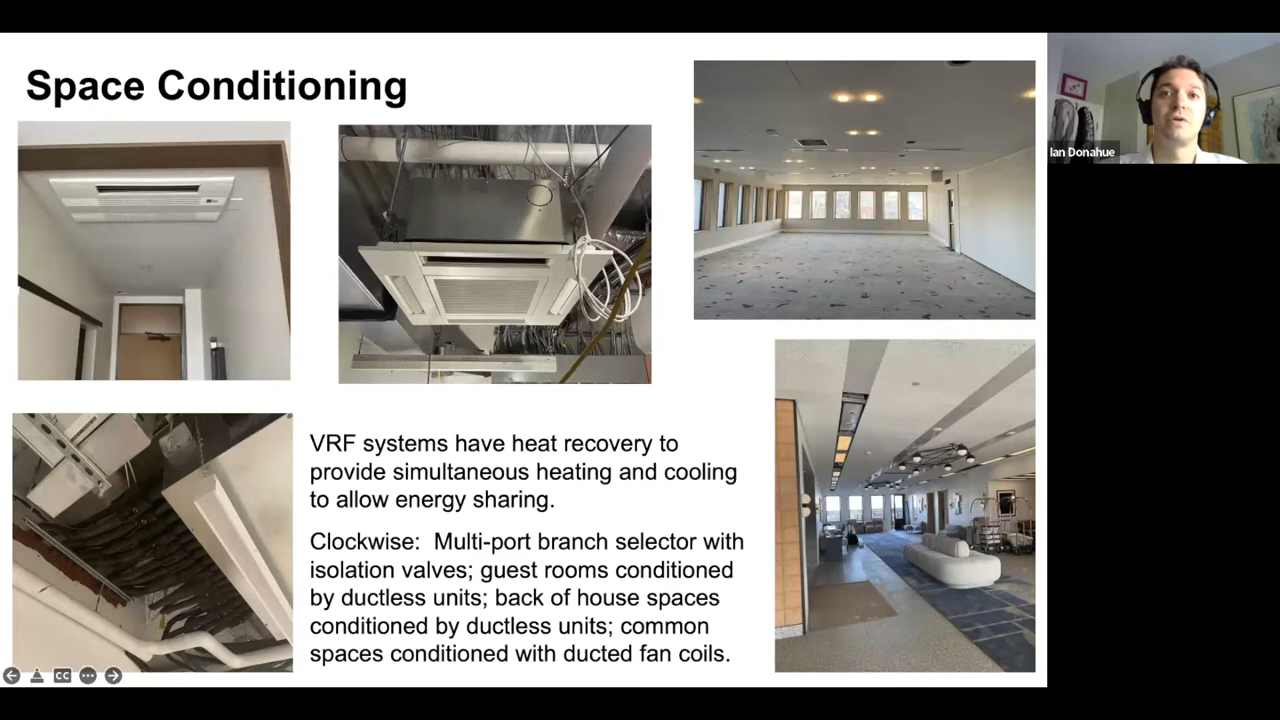 Space Conditioning
VRF systems have heat recovery to
provide simultaneous heating and cooling
to allow energy sharing.
Clockwise:  Multi-port branch selector with
isolation valves; guest rooms conditioned
by ductless units; back of house spaces
conditioned by ductless units; common
spaces conditioned with ducted fan coils.
Ian Donahue
CC